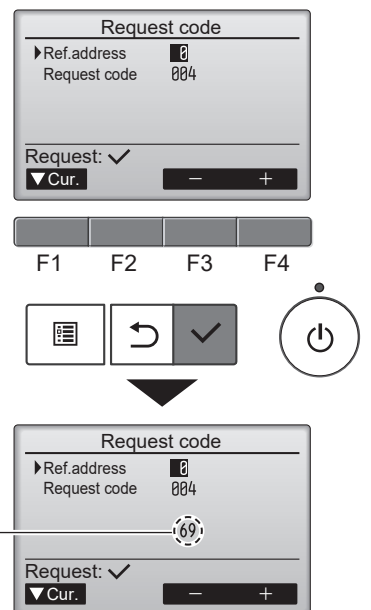 Request code
Ref.address 0
Request code 004
Request: ✓
▼Cur. − +
F1 F2 F3 F4
Request code
Ref.address 0
Request code 004
69
Request: ✓
▼Cur. − +